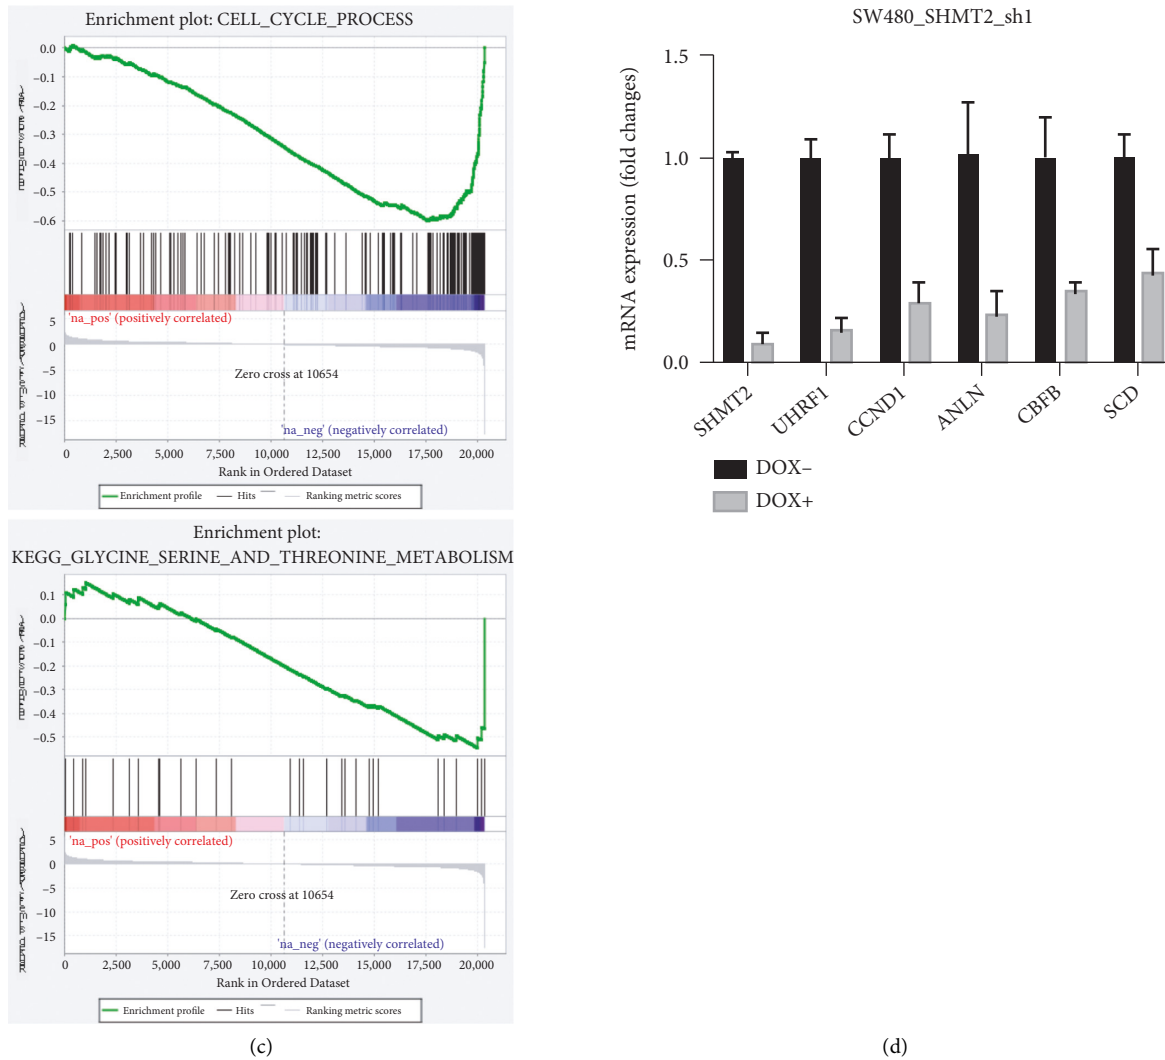 Enrichment plot: CELL_CYCLE_PROCESS
0.0
−0.1
−0.2
−0.3
−0.4
−0.5
−0.6
'na_pos' (positively correlated)
5
0
−5
−10
−15
Zero cross at 10654
'na_neg' (negatively correlated)
0 2,500 5,000 7,500 10,000 12,500 15,000 17,500 20,000
Rank in Ordered Dataset
Enrichment profile Hits Ranking metric scores
Enrichment plot:
KEGG_GLYCINE_SERINE_AND_THREONINE_METABOLISM
0.1
0.0
−0.1
−0.2
−0.3
−0.4
−0.5
'na_pos' (positively correlated)
5
0
−5
−10
−15
Zero cross at 10654
'na_neg' (negatively correlated)
0 2,500 5,000 7,500 10,000 12,500 15,000 17,500 20,000
Rank in Ordered Dataset
Enrichment profile Hits Ranking metric scores
(c)
SW480_SHMT2_sh1
mRNA expression (fold changes)
1.5
1.0
0.5
0.0
SHMT2 UHRF1 CCND1 ANLN CBFB SCD
DOX−
DOX+
(d)